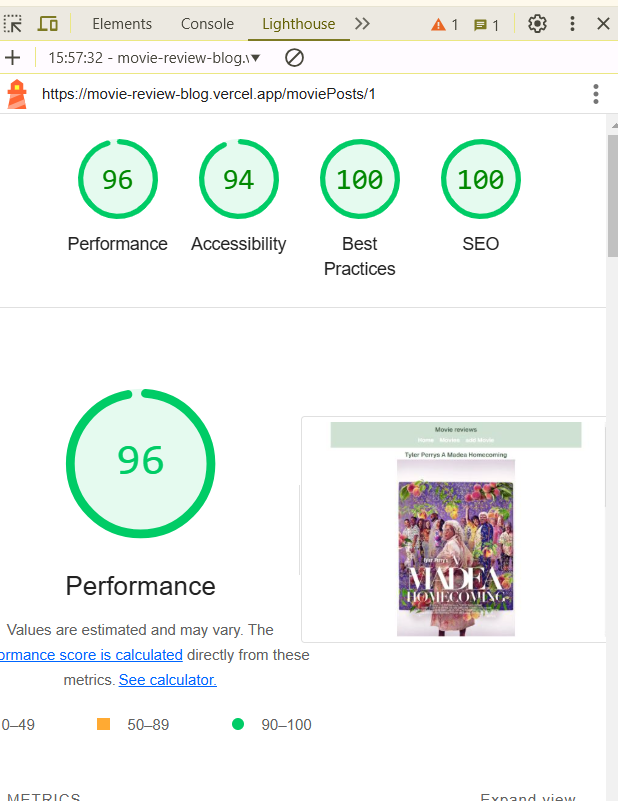 Elements Console Lighthouse 1 1
15:57:32 - movie-review-blog.v
https://movie-review-blog.vercel.app/moviePosts/1
96 94 100 100
Performance Accessibility Best Practices SEO
96
Movie reviews
Home Movies add Movie
Tyler Perrys A Madea Homecoming
Tyler Perry's
A
MADEA
HOMECOMING
Performance
Values are estimated and may vary. The
ormance score is calculated directly from these
metrics. See calculator.
0–49 50–89 90–100
METRICS Expand view